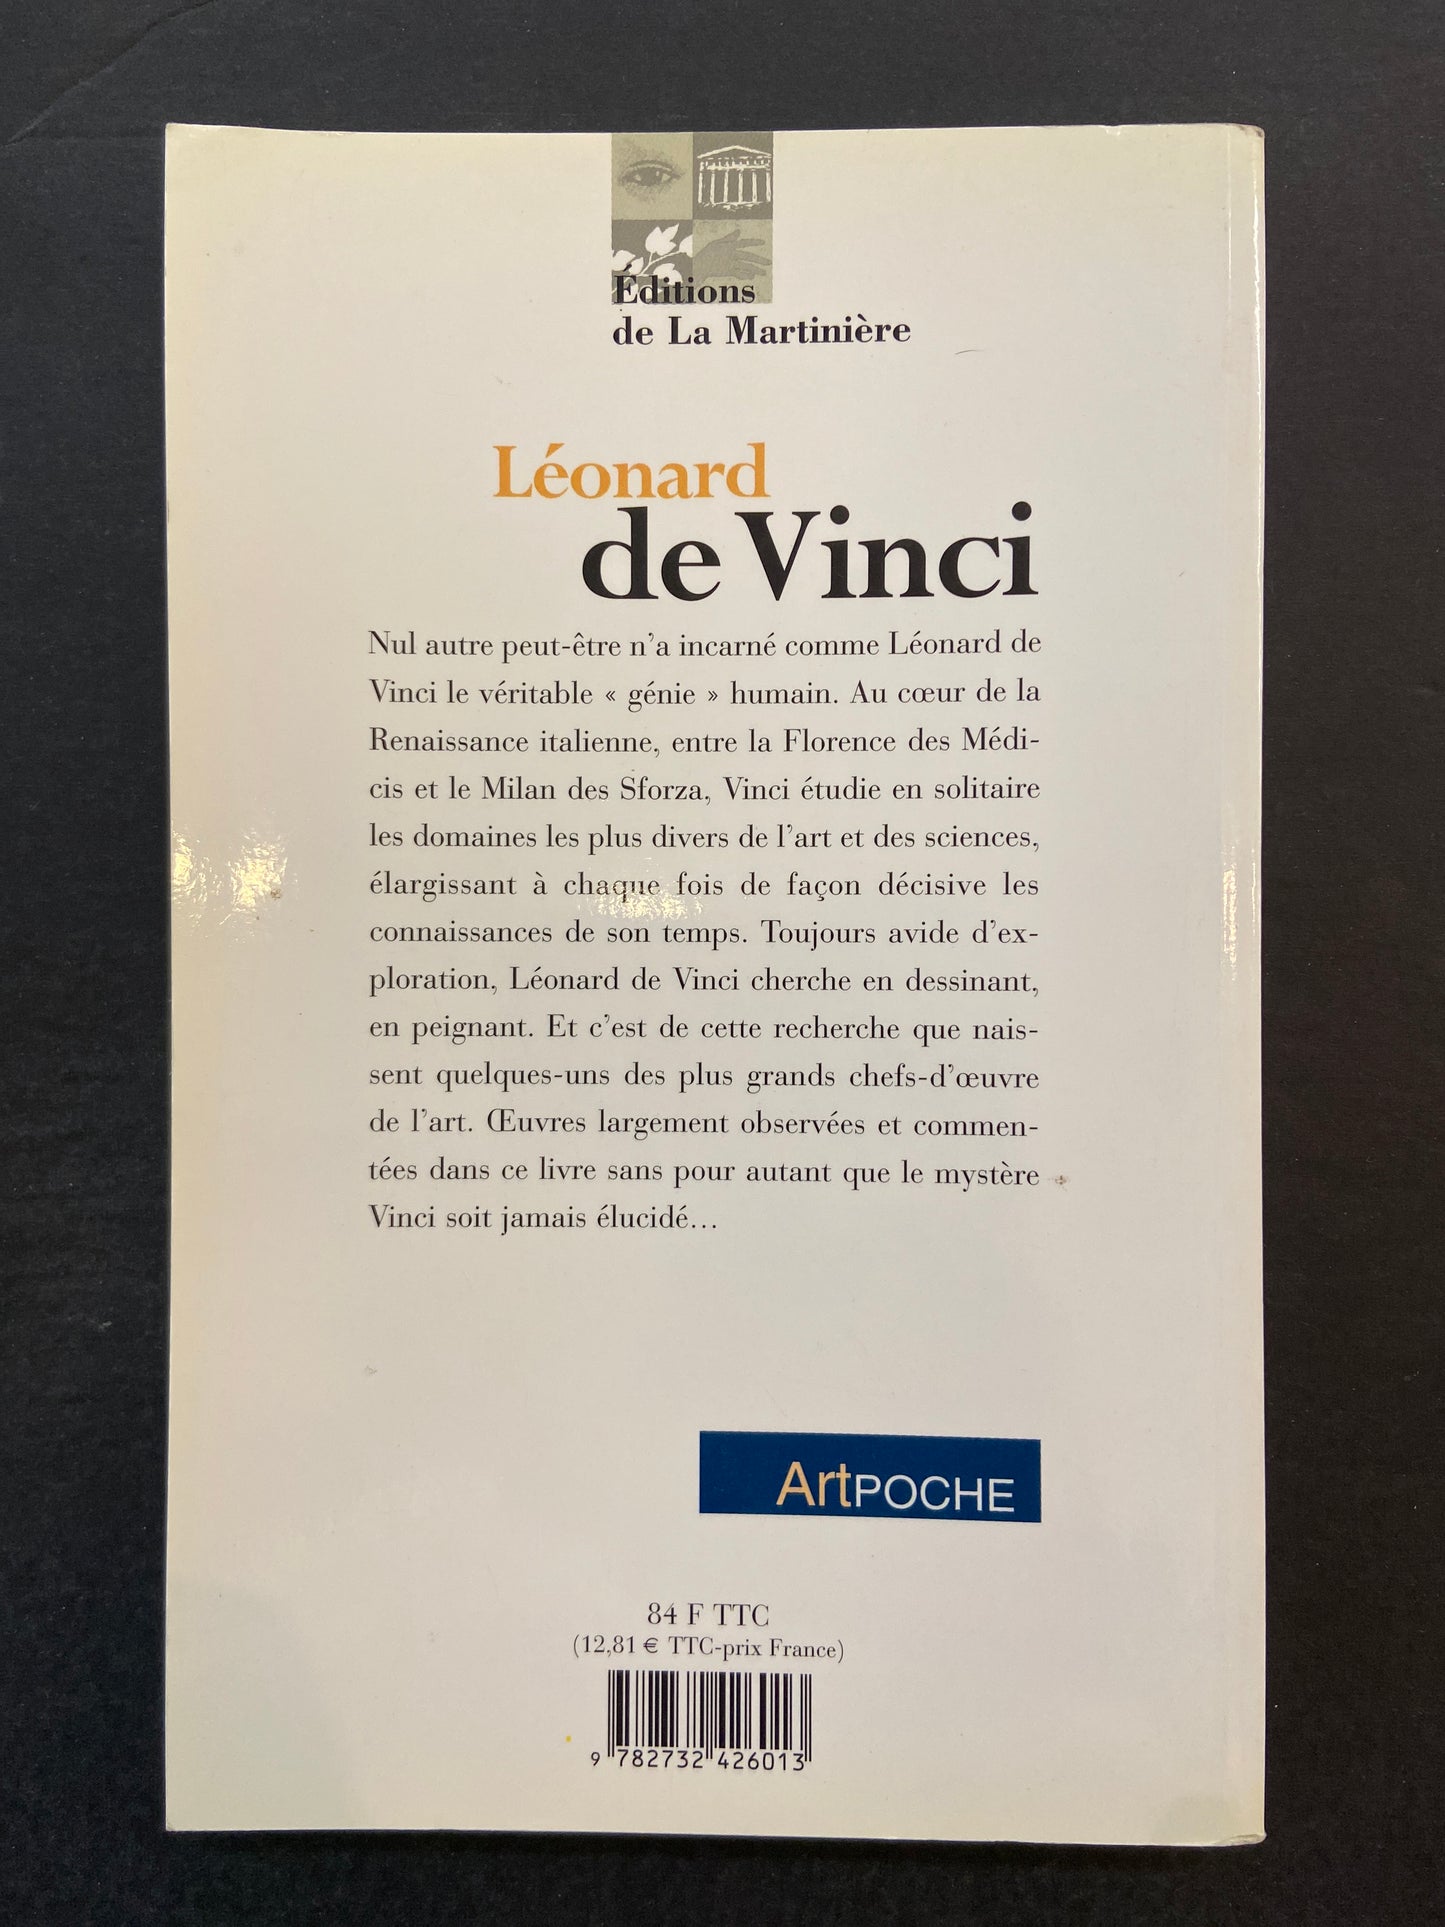 Éditions
de La Martinière
Léonard
de Vinci
Nul autre peut-être n'a incarné comme Léonard de
Vinci le véritable « génie » humain. Au cœur de la
Renaissance italienne, entre la Florence des Médi-
cis et le Milan des Sforza, Vinci étudie en solitaire
les domaines les plus divers de l'art et des sciences,
élargissant à chaque fois de façon décisive les
connaissances de son temps. Toujours avide d'ex-
ploration, Léonard de Vinci cherche en dessinant,
en peignant. Et c'est de cette recherche que nais-
sent quelques-uns des plus grands chefs-d'œuvre
de l'art. Œuvres largement observées et commen-
tées dans ce livre sans pour autant que le mystère
Vinci soit jamais élucidé...
ArtPOCHE
84 F TTC
(12,81 € TTC-prix France)
9 782732 426013